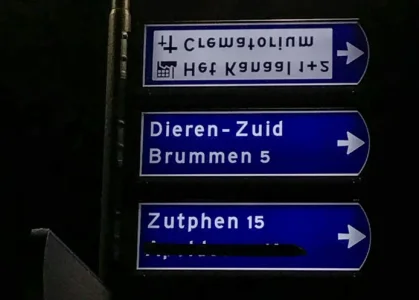 Het Kanaal 1+2
Crematorium
Dieren-Zuid
Brummen 5
Zutphen 15